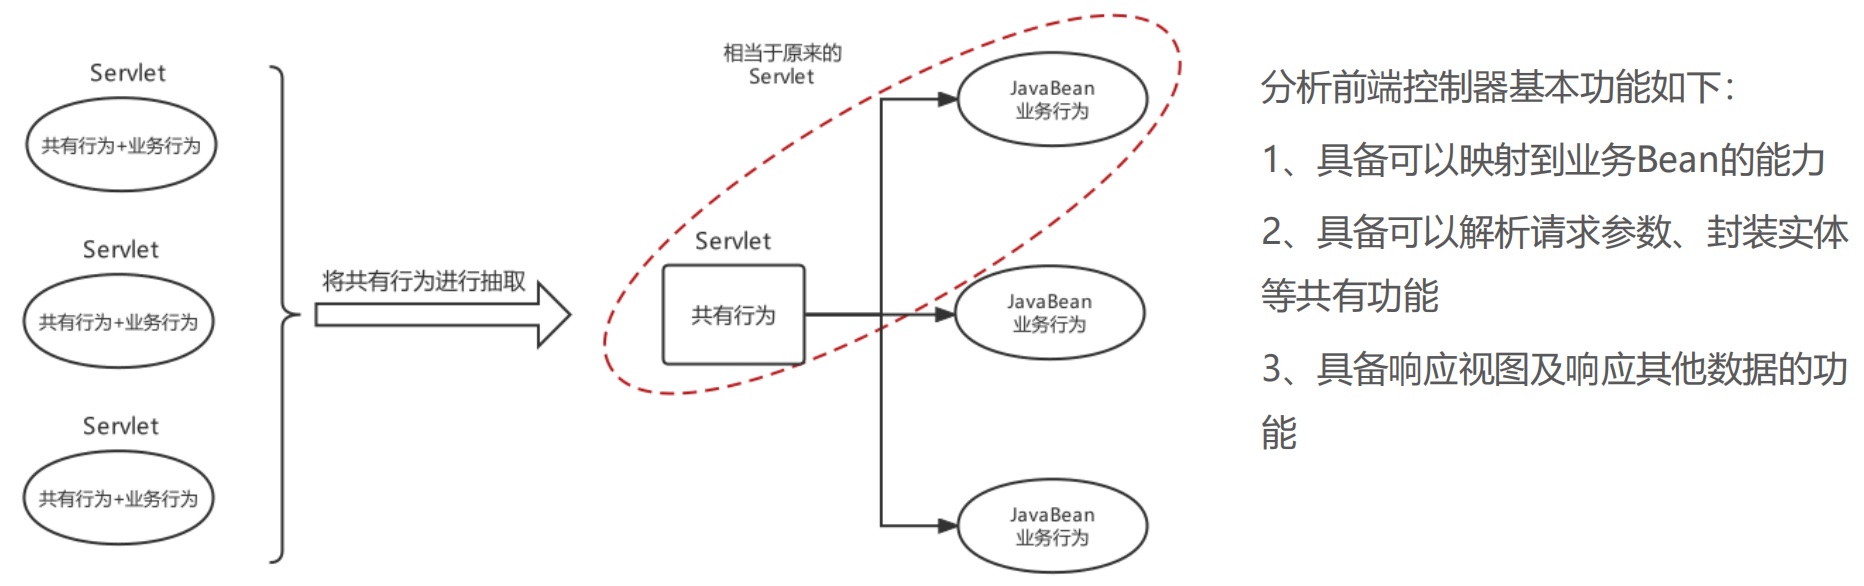 Servlet
共有行为+业务行为
Servlet
共有行为+业务行为
Servlet
共有行为+业务行为
将共有行为进行抽取
相当于原来的
Servlet
Servlet
共有行为
JavaBean
业务行为
JavaBean
业务行为
JavaBean
业务行为
分析前端控制器基本功能如下：
1、具备可以映射到业务Bean的能力
2、具备可以解析请求参数、封装实体
等共有功能
3、具备响应视图及响应其他数据的功
能